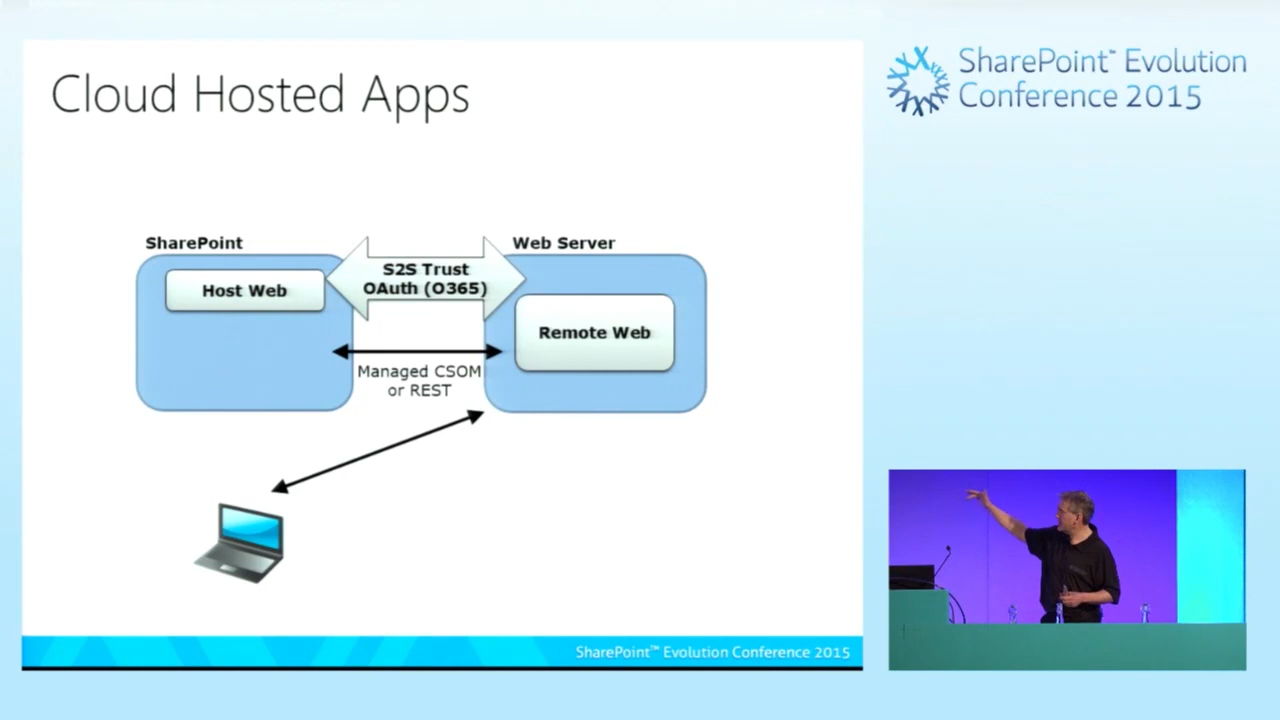 Cloud Hosted Apps
SharePoint™ Evolution
Conference 2015
SharePoint
Web Server
S2S Trust
OAuth (O365)
Host Web
Remote Web
Managed CSOM
or REST
SharePoint™ Evolution Conference 2015